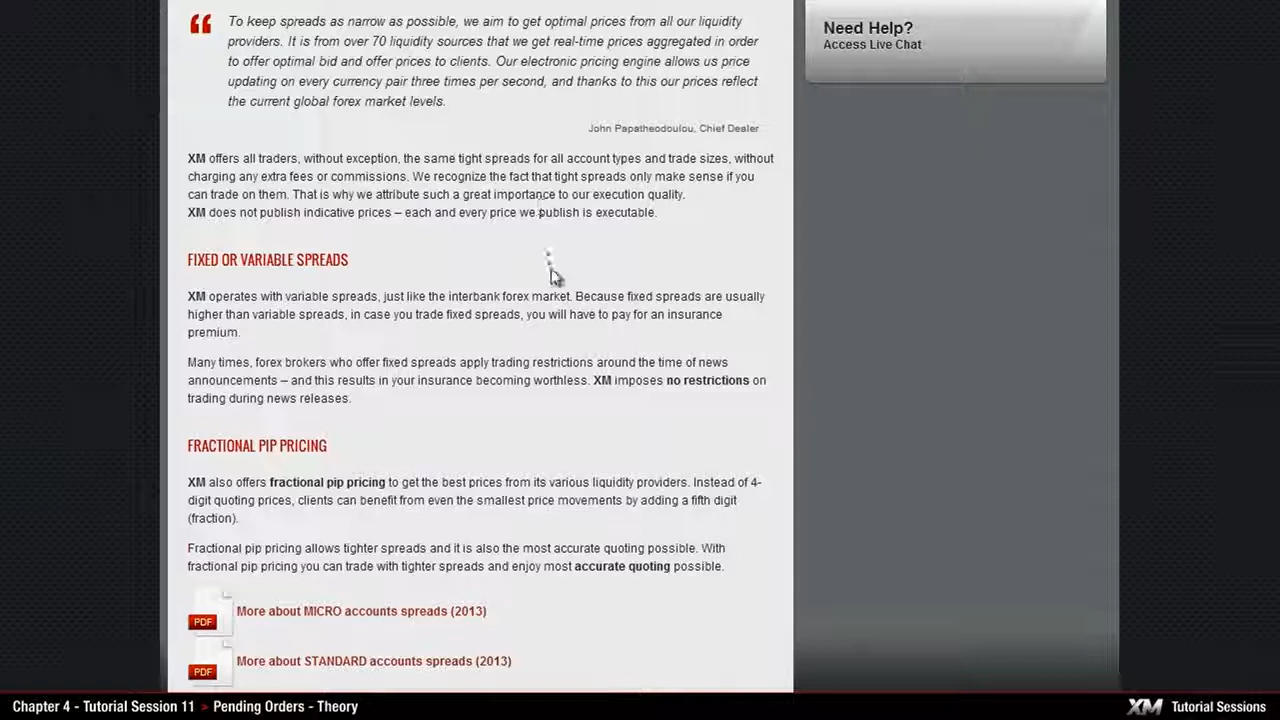 To keep spreads as narrow as possible, we aim to get optimal prices from all our liquidity
providers. It is from over 70 liquidity sources that we get real-time prices aggregated in order
to offer optimal bid and offer prices to clients. Our electronic pricing engine allows us price
updating on every currency pair three times per second, and thanks to this our prices reflect
the current global forex market levels.
John Papatheodoulou, Chief Dealer
Need Help?
Access Live Chat
XM offers all traders, without exception, the same tight spreads for all account types and trade sizes, without
charging any extra fees or commissions. We recognize the fact that tight spreads only make sense if you
can trade on them. That is why we attribute such a great importance to our execution quality.
XM does not publish indicative prices – each and every price we publish is executable.
FIXED OR VARIABLE SPREADS
XM operates with variable spreads, just like the interbank forex market. Because fixed spreads are usually
higher than variable spreads, in case you trade fixed spreads, you will have to pay for an insurance
premium.
Many times, forex brokers who offer fixed spreads apply trading restrictions around the time of news
announcements – and this results in your insurance becoming worthless. XM imposes no restrictions on
trading during news releases.
FRACTIONAL PIP PRICING
XM also offers fractional pip pricing to get the best prices from its various liquidity providers. Instead of 4-
digit quoting prices, clients can benefit from even the smallest price movements by adding a fifth digit
(fraction).
Fractional pip pricing allows tighter spreads and it is also the most accurate quoting possible. With
fractional pip pricing you can trade with tighter spreads and enjoy most accurate quoting possible.
PDF More about MICRO accounts spreads (2013)
PDF More about STANDARD accounts spreads (2013)
Chapter 4 - Tutorial Session 11 > Pending Orders - Theory
XM Tutorial Sessions